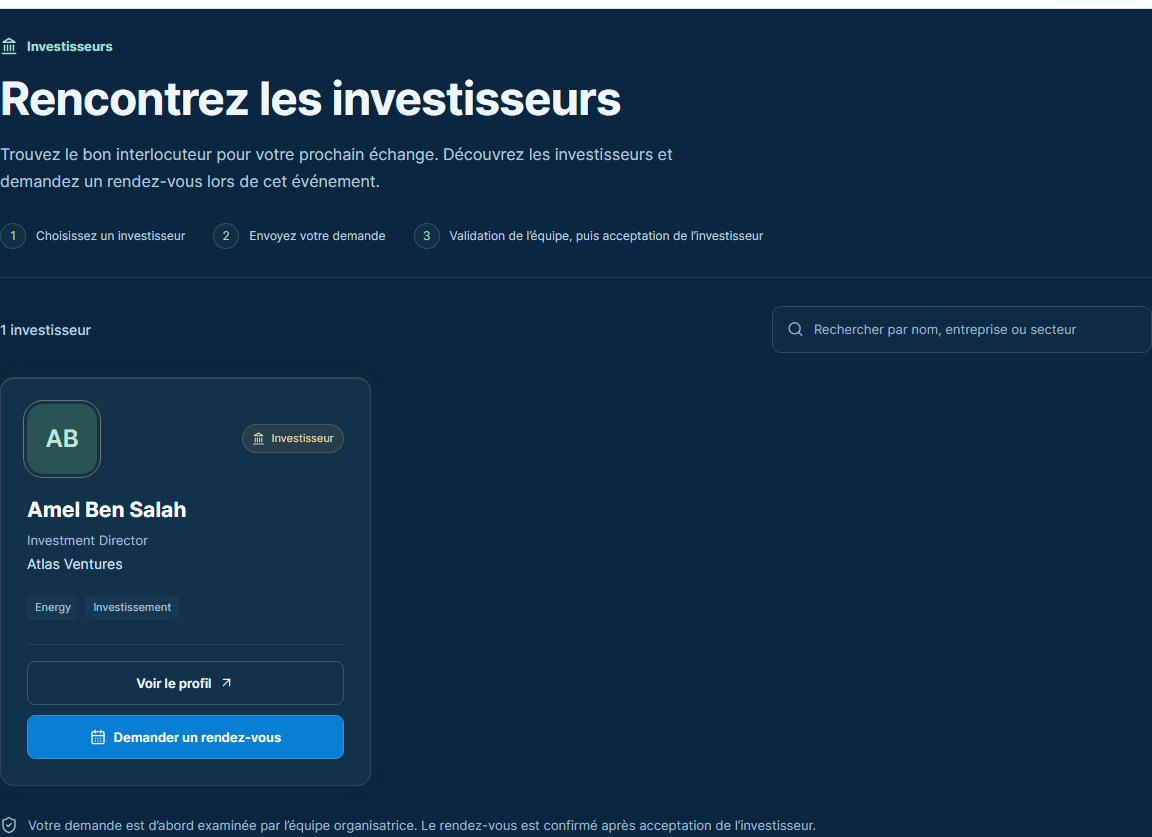 Investisseurs
Rencontrez les investisseurs
Trouvez le bon interlocuteur pour votre prochain échange. Découvrez les investisseurs et
demandez un rendez-vous lors de cet événement.
1 Choisissez un investisseur 2 Envoyez votre demande 3 Validation de l’équipe, puis acceptation de l’investisseur
1 investisseur
Rechercher par nom, entreprise ou secteur
AB
Investisseur
Amel Ben Salah
Investment Director
Atlas Ventures
Energy Investissement
Voir le profil
Demander un rendez-vous
Votre demande est d’abord examinée par l’équipe organisatrice. Le rendez-vous est confirmé après acceptation de l’investisseur.